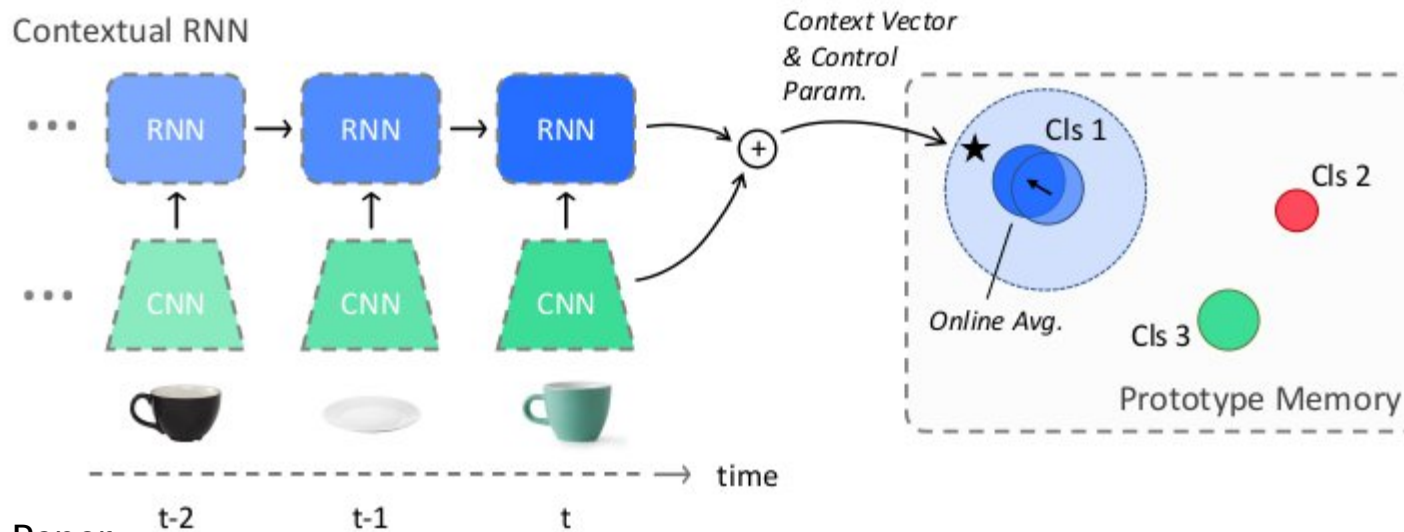 Contextual RNN
Context Vector
& Control
Param.
RNN
RNN
RNN
+
Cls 1
Cls 2
CNN
CNN
CNN
Online Avg.
Cls 3
Prototype Memory
time
t-2
t-1
t